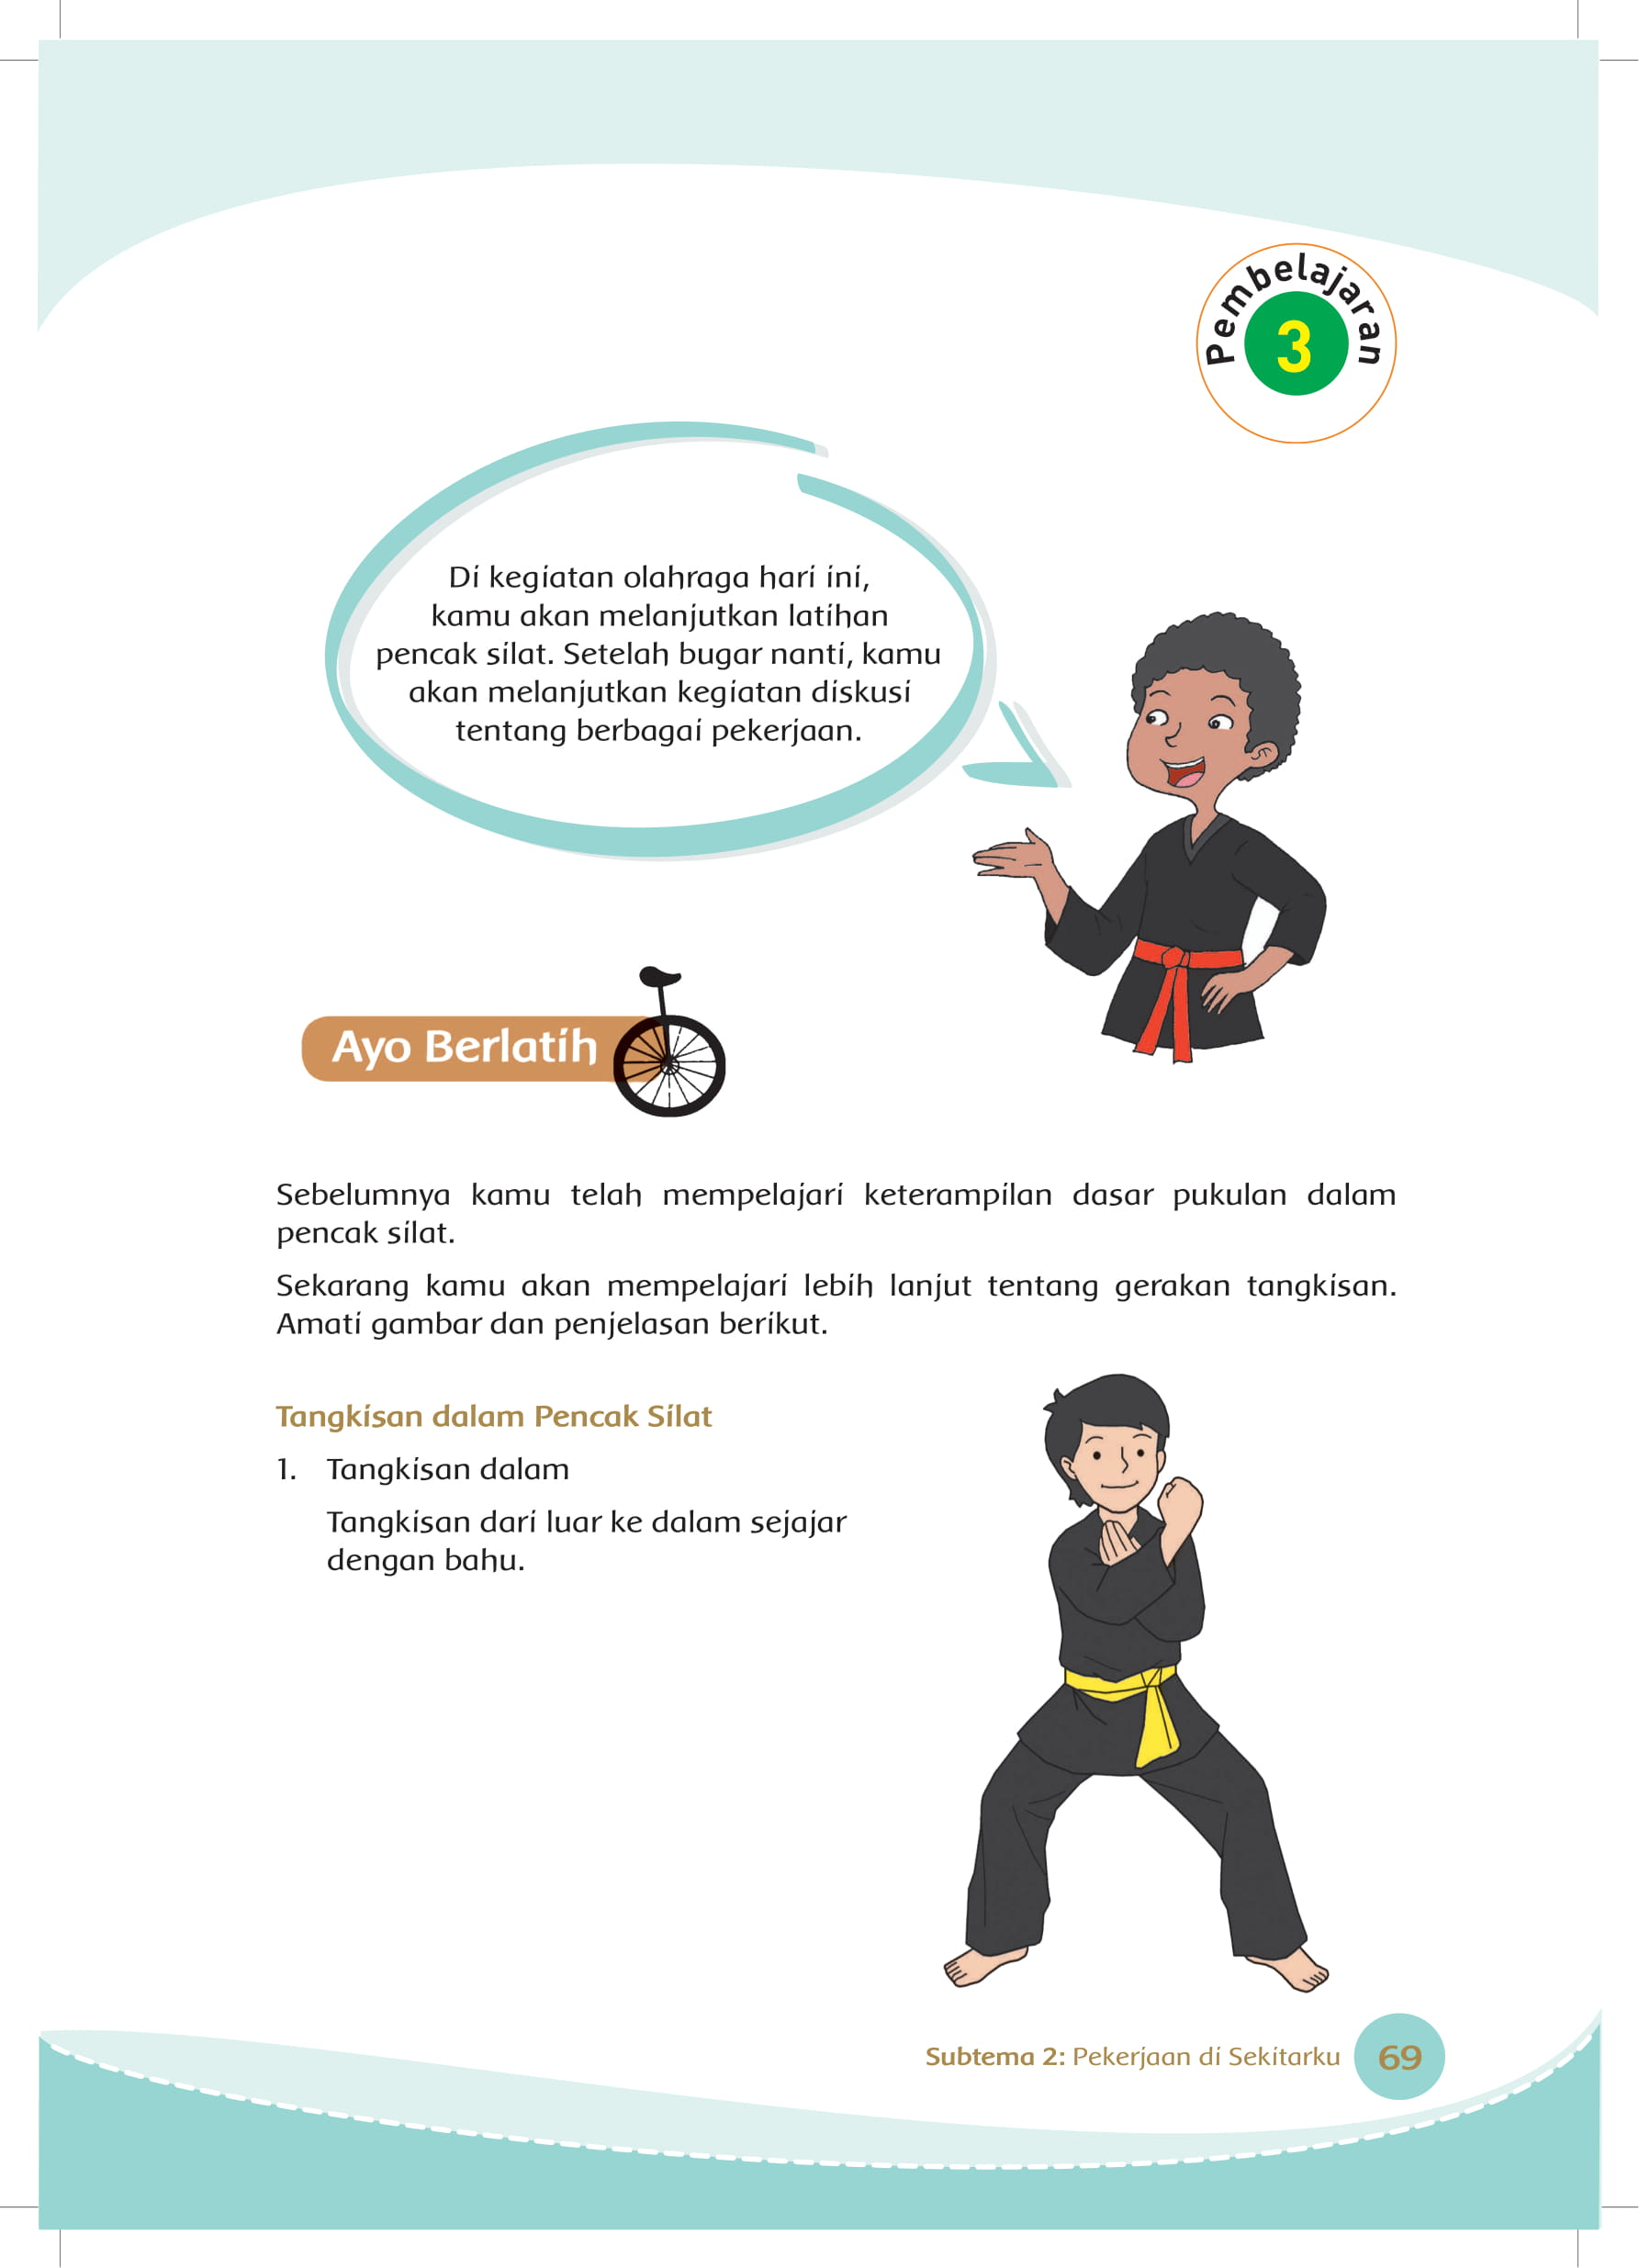 Pembelajaran
3
Di kegiatan olahraga hari ini,
kamu akan melanjutkan latihan
pencak silat. Setelah bugar nanti, kamu
akan melanjutkan kegiatan diskusi
tentang berbagai pekerjaan.
Ayo Berlatih
Sebelumnya kamu telah mempelajari keterampilan dasar pukulan dalam
pencak silat.
Sekarang kamu akan mempelajari lebih lanjut tentang gerakan tangkisan.
Amati gambar dan penjelasan berikut.
Tangkisan dalam Pencak Silat
1. Tangkisan dalam
Tangkisan dari luar ke dalam sejajar
dengan bahu.
Subtema 2: Pekerjaan di Sekitarku 69